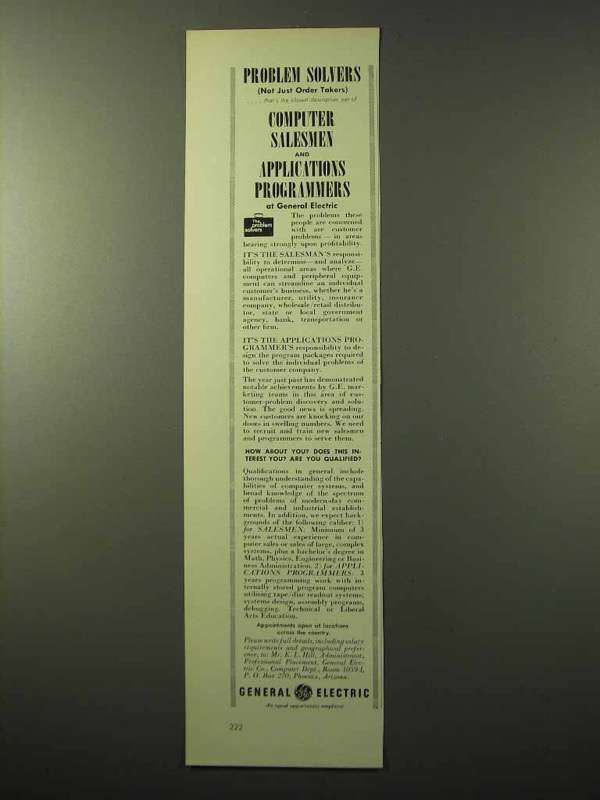 PROBLEM SOLVERS
(Not Just Order Takers)
. . . . that's the closest description yet of
COMPUTER
SALESMEN
AND
APPLICATIONS
PROGRAMMERS
at General Electric
The
problem
solvers
The problems these
people are concerned
with are customer
problems — in areas
bearing strongly upon profitability.
IT'S THE SALESMAN'S responsi-
bility to determine—and analyze—
all operational areas where G.E.
computers and peripheral equip-
ment can streamline an individual
customer's business, whether he's a
manufacturer, utility, insurance
company, wholesale/retail distribu-
tor, state or local government
agency, bank, transportation or
other firm.
IT'S THE APPLICATIONS PRO-
GRAMMER'S responsibility to de-
sign the program packages required
to solve the individual problems of
the customer company.
The year just past has demonstrated
notable achievements by G.E. mar-
keting teams in this area of cus-
tomer-problem discovery and solu-
tion. The good news is spreading.
New customers are knocking on our
doors in swelling numbers. We need
to recruit and train new salesmen
and programmers to serve them.
HOW ABOUT YOU? DOES THIS IN-
TEREST YOU? ARE YOU QUALIFIED?
Qualifications in general include
thorough understanding of the capa-
bilities of computer systems, and
broad knowledge of the spectrum
of problems of modern-day com-
mercial and industrial establish-
ments. In addition, we expect back-
grounds of the following caliber: 1)
for SALESMEN. Minimum of 3
years actual experience in com-
puter sales or sales of large, complex
systems, plus a bachelor's degree in
Math, Physics, Engineering or Busi-
ness Administration. 2) for APPLI-
CATIONS PROGRAMMERS. 3
years programming work with in-
ternally stored program computers
utilizing tape/disc readout systems,
systems design, assembly programs,
debugging. Technical or Liberal
Arts Education.
Appointments open at locations
across the country.
Please write full details, including salary
requirements and geographical prefer-
ence, to: Mr. K. L. Hill, Administrator,
Professional Placement, General Elec-
tric Co., Computer Dept., Room
P. O. Box 270, Phoenix, Arizona.
GENERAL GE ELECTRIC
An equal opportunity employer
222